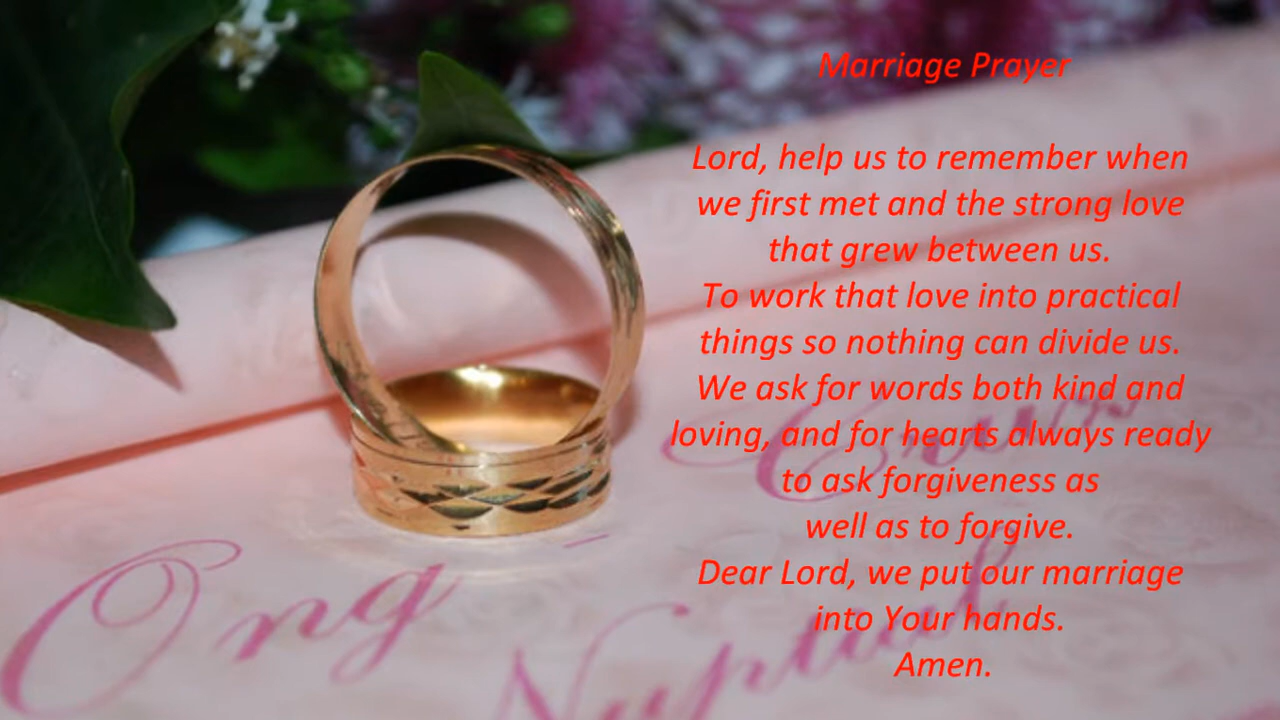 Marriage Prayer
Lord, help us to remember when
we first met and the strong love
that grew between us.
To work that love into practical
things so nothing can divide us.
We ask for words both kind and
loving, and for hearts always ready
to ask forgiveness as
well as to forgive.
Dear Lord, we put our marriage
into Your hands.
Amen.
Ong
Nuptial